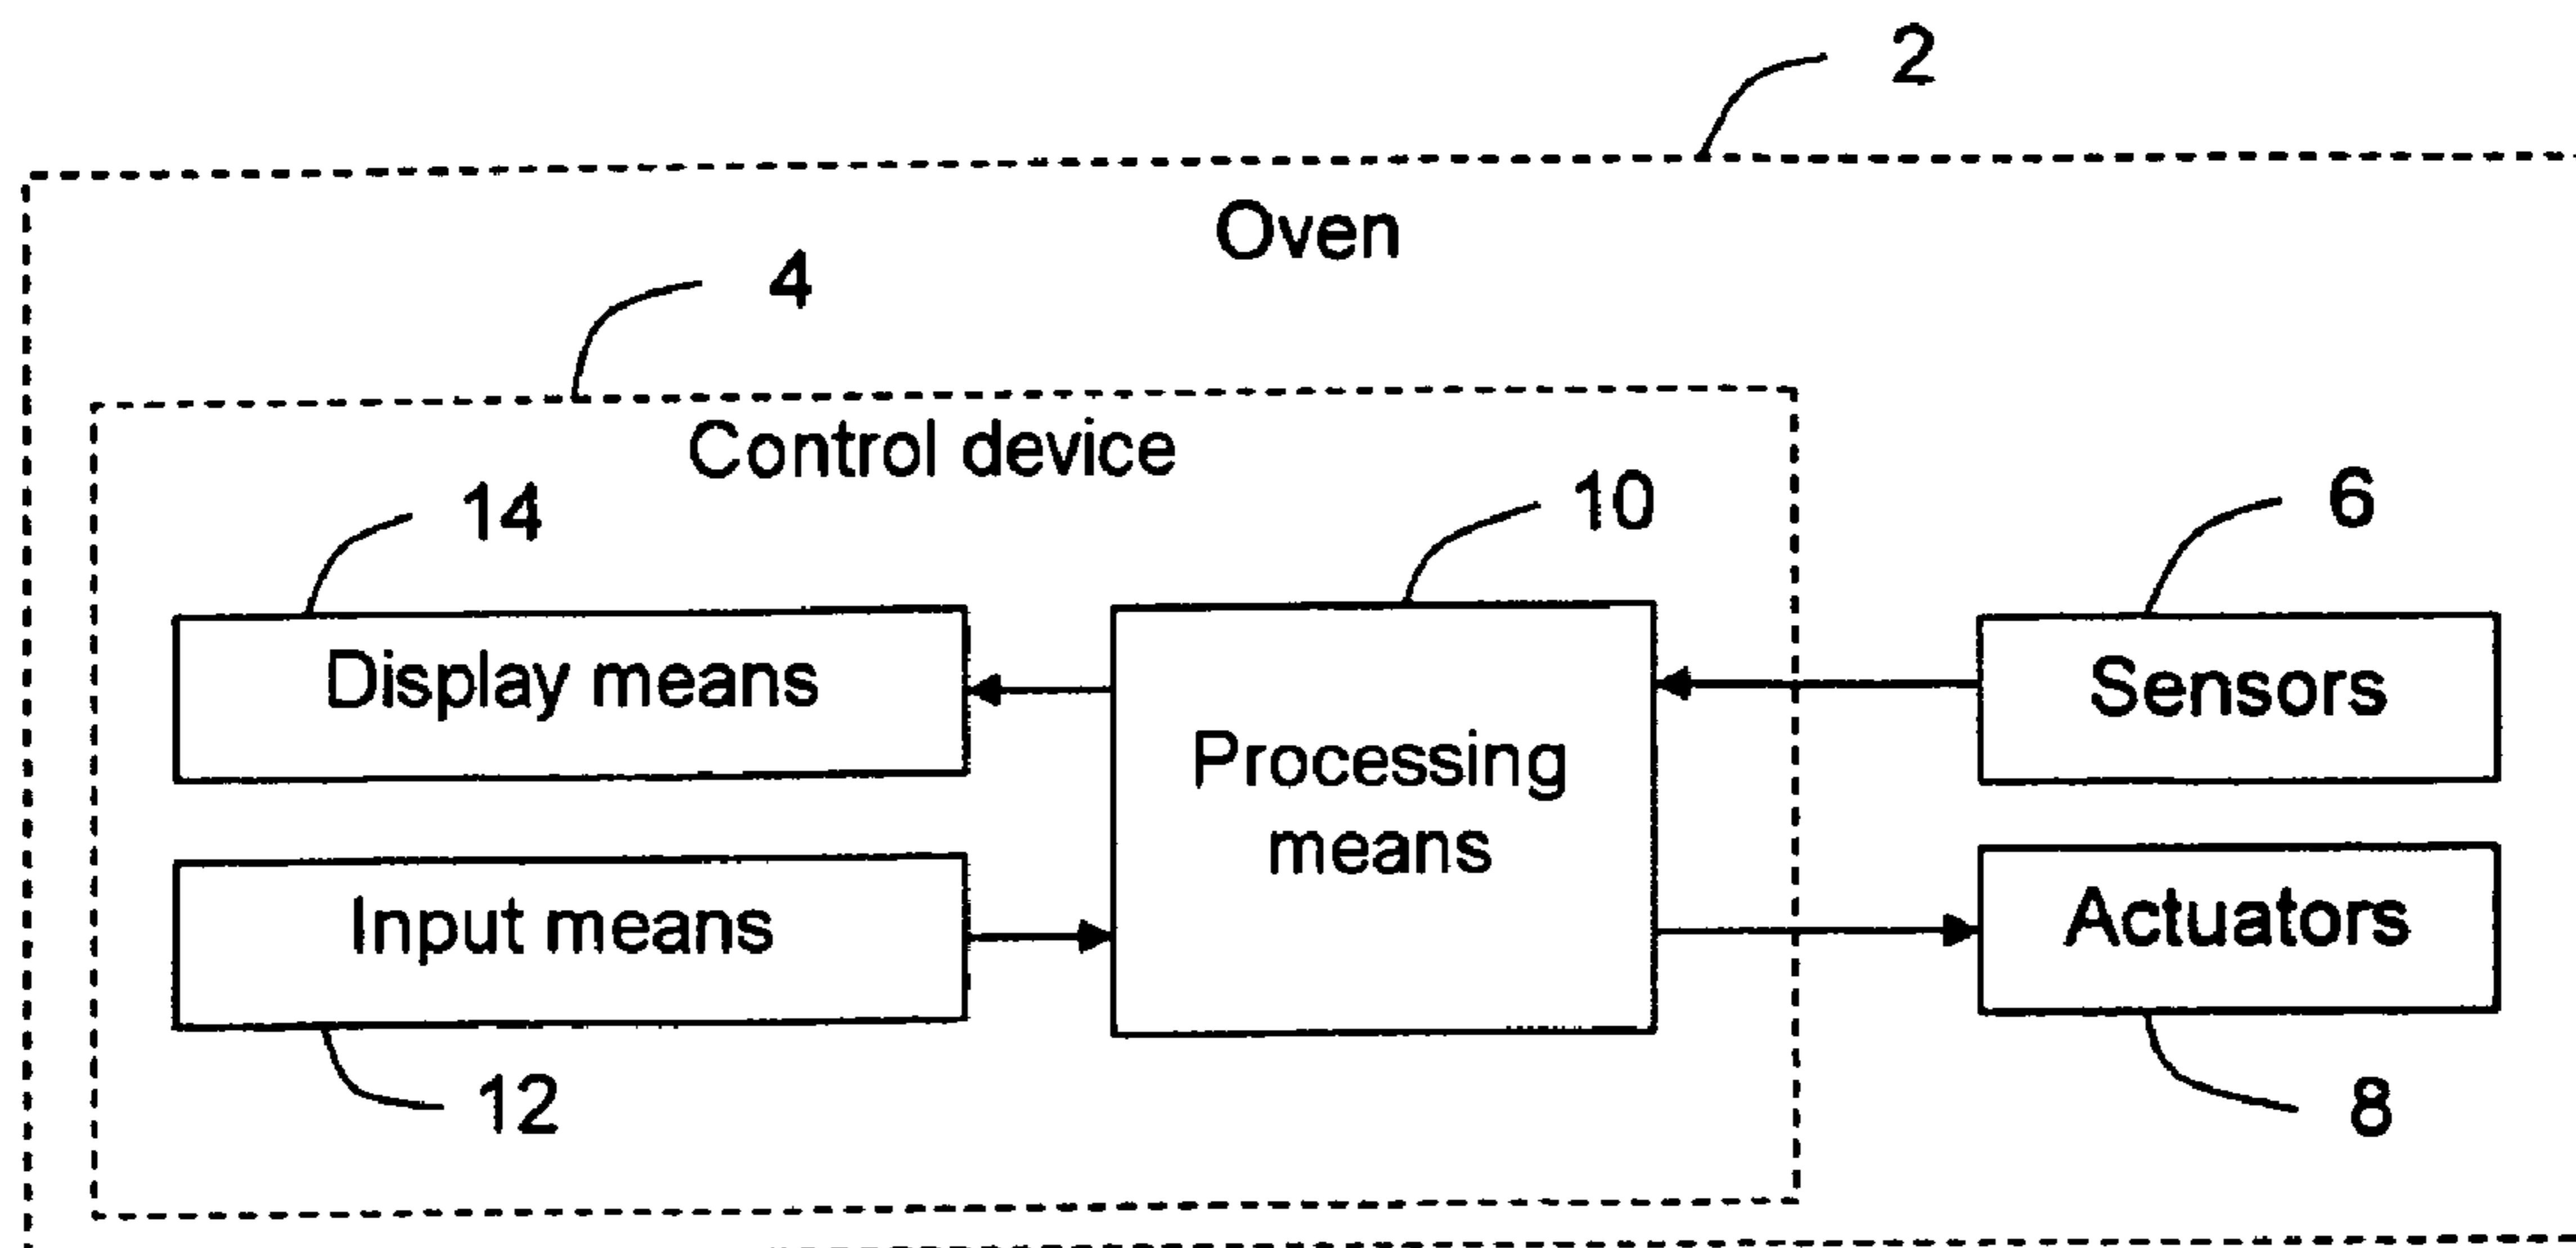 2
Oven
4
Control device
14
10
6
Display means
Sensors
Processing
means
Input means
Actuators
12
8